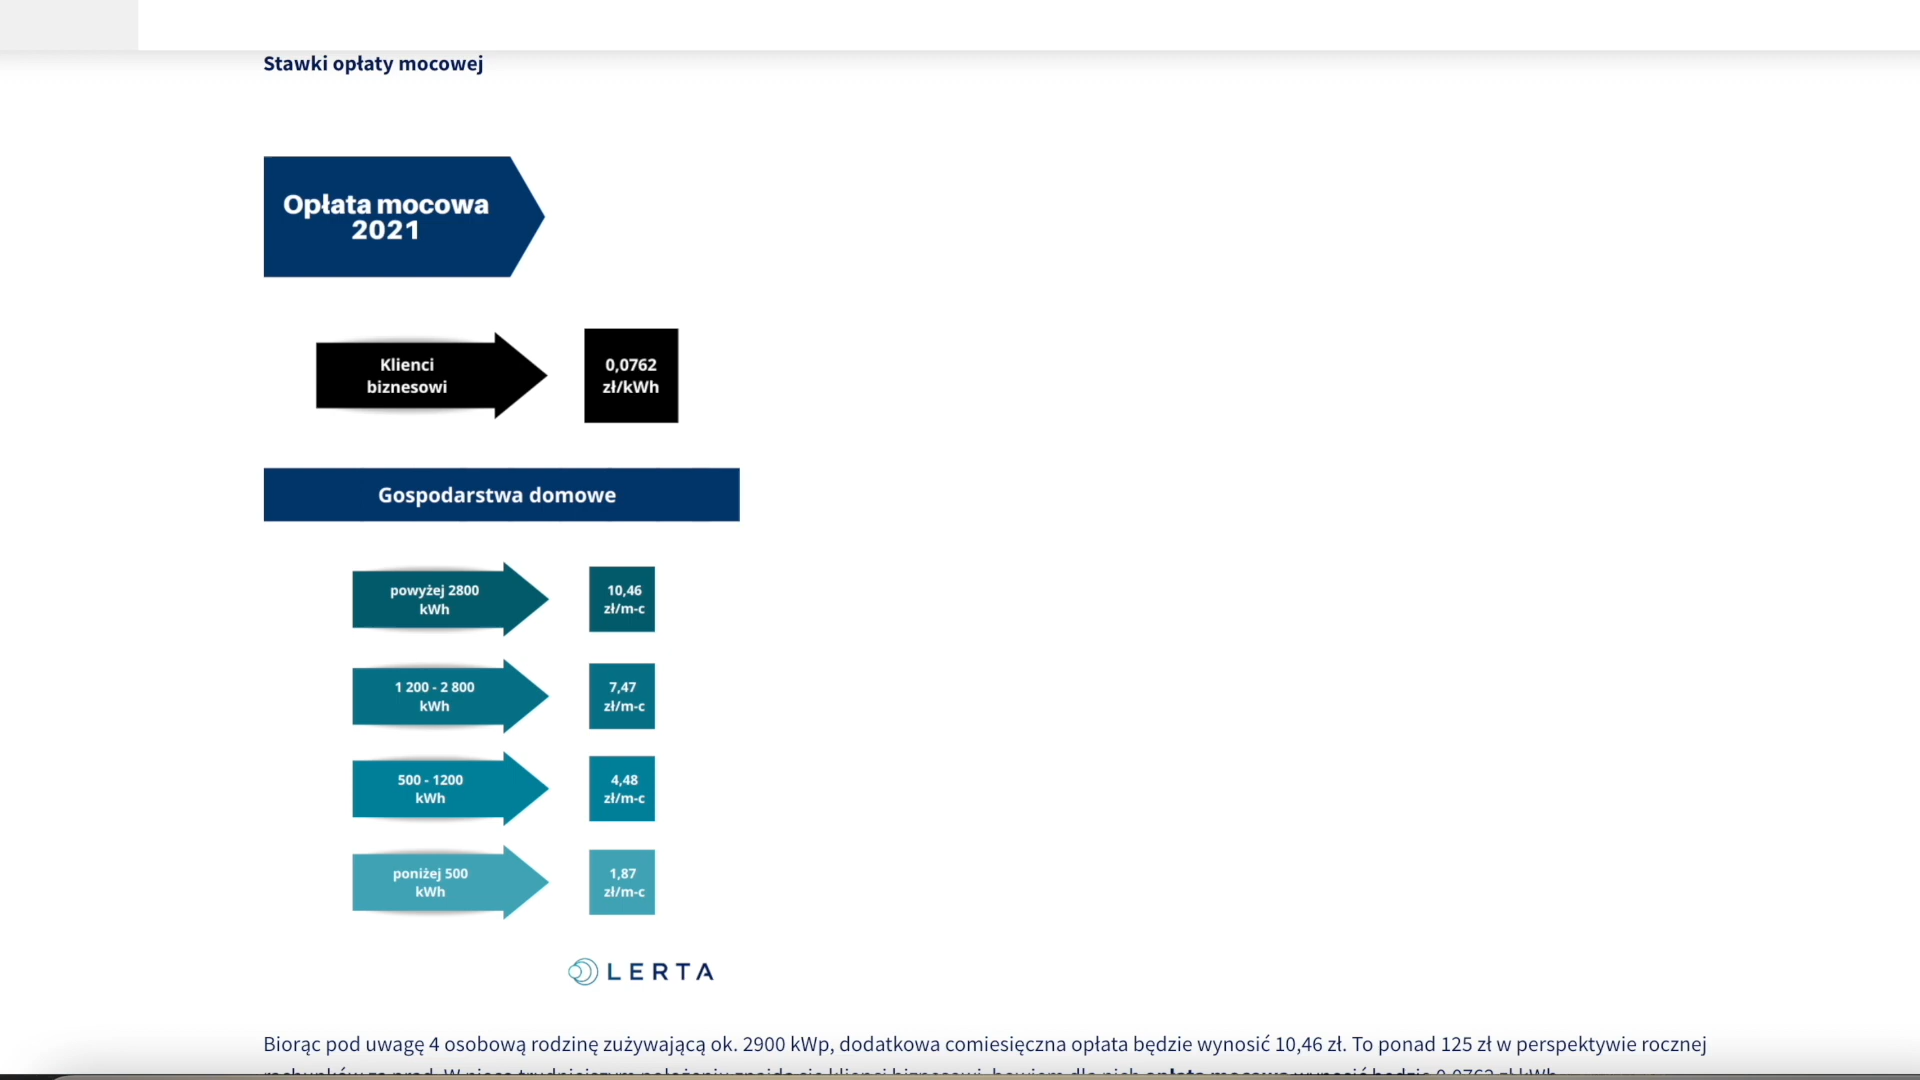 Stawki opłaty mocowej
Opłata mocowa
2021
Klienci
biznesowi
0,0762
zł/kWh
Gospodarstwa domowe
powyżej 2800
kWh
10,46
zł/m-c
1 200 - 2 800
kWh
7,47
zł/m-c
500 - 1200
kWh
4,48
zł/m-c
poniżej 500
kWh
1,87
zł/m-c
LERTA
Biorąc pod uwagę 4 osobową rodzinę zużywającą ok. 2900 kWp, dodatkowa comiesięczna opłata będzie wynosić 10,46 zł. To ponad 125 zł w perspektywie rocznej